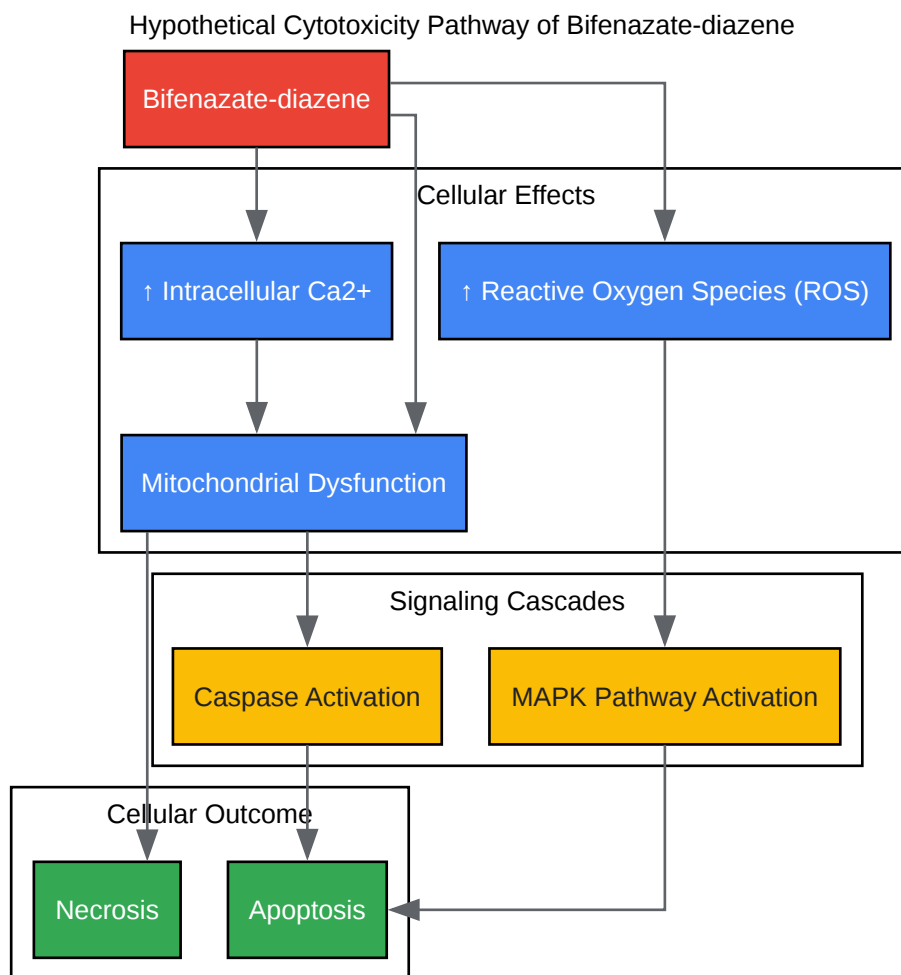 Hypothetical Cytotoxicity Pathway of Bifenazate-diazene
Bifenazate-diazene
Cellular Effects
↑ Intracellular Ca2+
↑ Reactive Oxygen Species (ROS)
Mitochondrial Dysfunction
Signaling Cascades
Caspase Activation
MAPK Pathway Activation
Cellular Outcome
Necrosis
Apoptosis